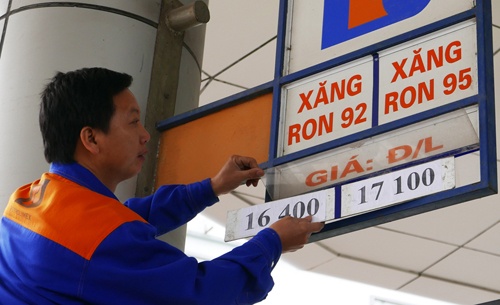 XĂNG
RON 92
XĂNG
RON 95
GIÁ: Đ/L
16 400
17 100